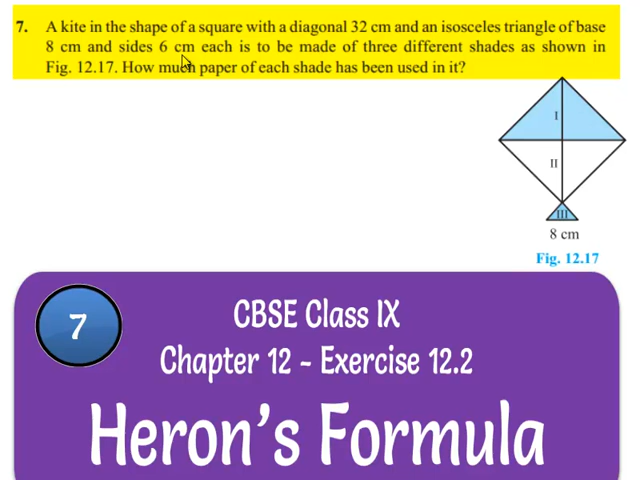 7. A kite in the shape of a square with a diagonal 32 cm and an isosceles triangle of base
8 cm and sides 6 cm each is to be made of three different shades as shown in
Fig. 12.17. How much paper of each shade has been used in it?
I
II
III
8 cm
Fig. 12.17
7
CBSE Class IX
Chapter 12 - Exercise 12.2
Heron's Formula